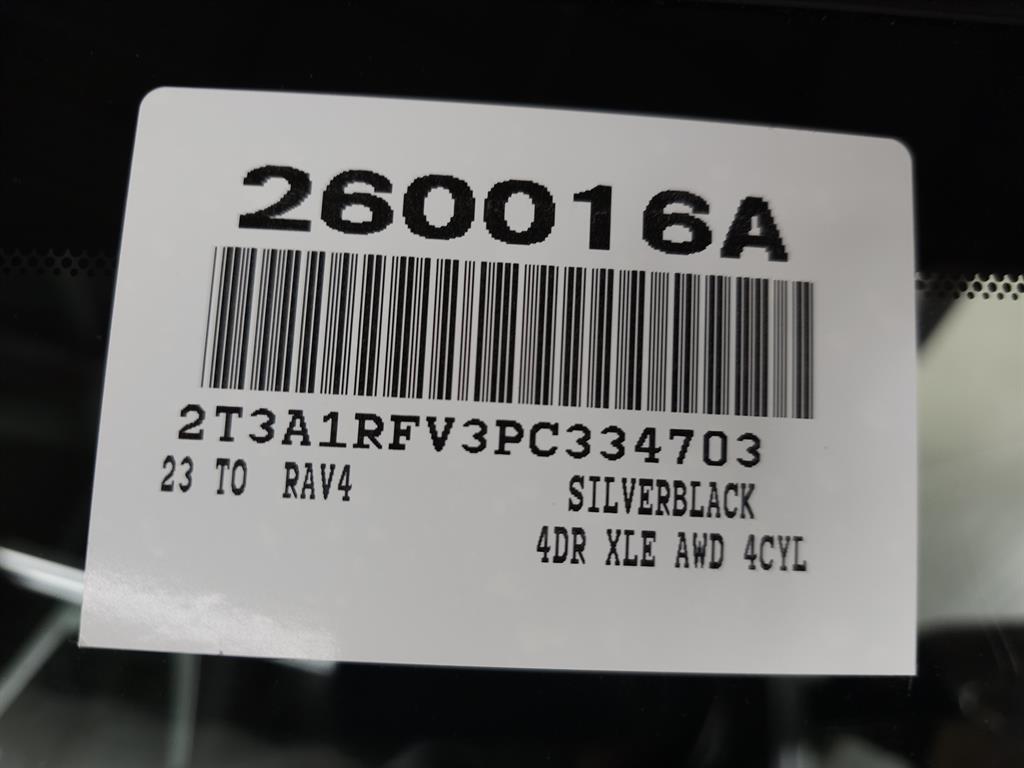 260016A
2T3A1RFV3PC334703
23 TO RAV4 SILVERBLACK
4DR XLE AWD 4CYL